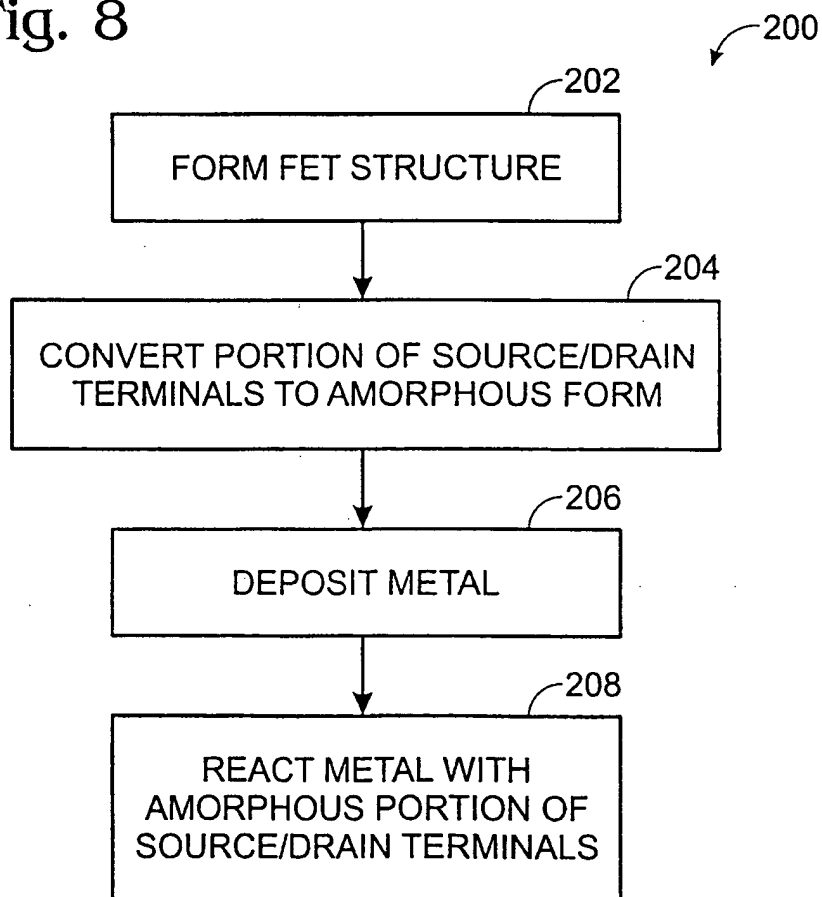 Fig. 8
200
202
FORM FET STRUCTURE
204
CONVERT PORTION OF SOURCE/DRAIN
TERMINALS TO AMORPHOUS FORM
206
DEPOSIT METAL
208
REACT METAL WITH
AMORPHOUS PORTION OF
SOURCE/DRAIN TERMINALS